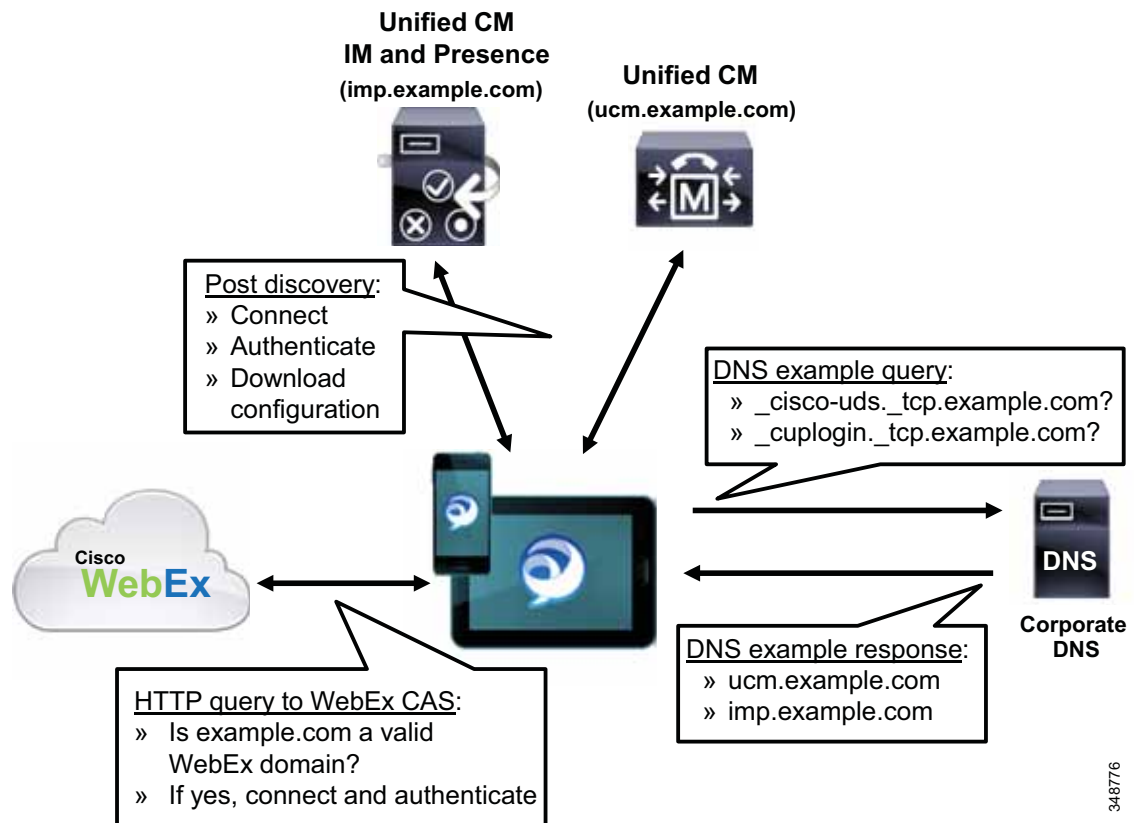 Unified CM
IM and Presence
(imp.example.com)
Unified CM
(ucm.example.com)
M
Post discovery:
» Connect
» Authenticate
» Download
configuration
DNS example query:
» _cisco-uds._tcp.example.com?
» _cuplogin._tcp.example.com?
Cisco
WebEx
DNS
Corporate
DNS
DNS example response:
» ucm.example.com
» imp.example.com
HTTP query to WebEx CAS:
» Is example.com a valid
WebEx domain?
» If yes, connect and authenticate
348776